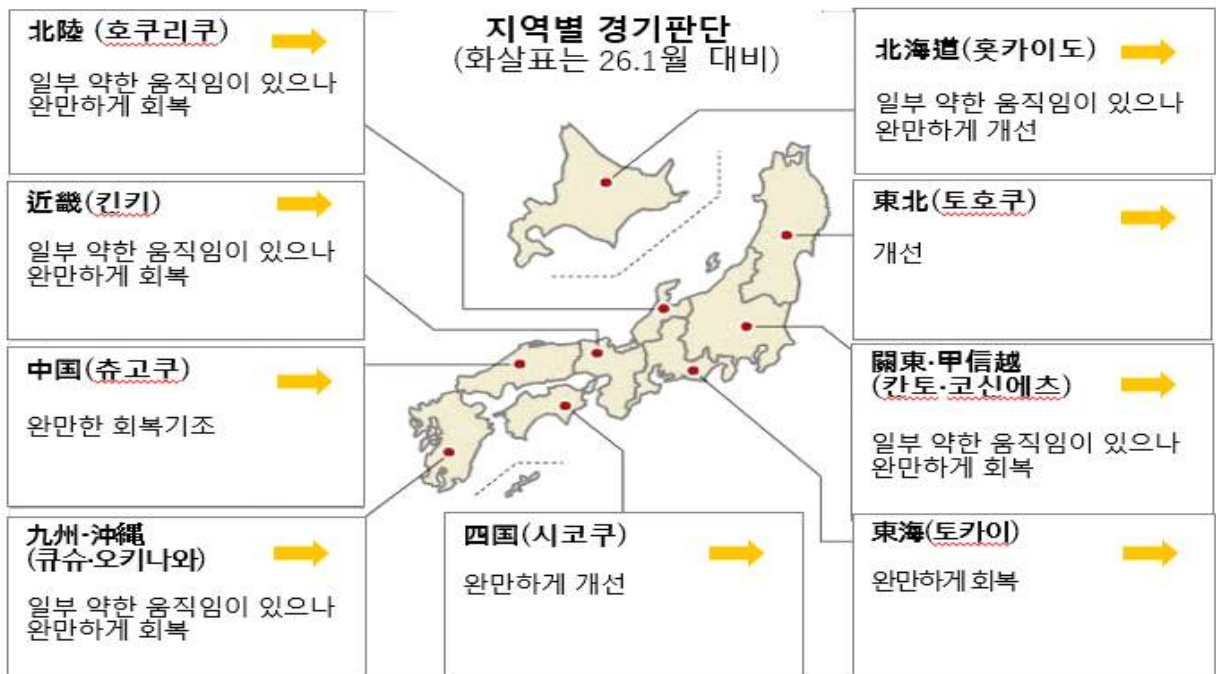 지역별 경기판단
(화살표는 26.1월 대비)
北陸 (호쿠리쿠)
일부 약한 움직임이 있으나
완만하게 회복
近畿(킨키)
일부 약한 움직임이 있으나
완만하게 회복
中国(츄고쿠)
완만한 회복기조
九州·沖縄
(큐슈·오키나와)
일부 약한 움직임이 있으나
완만하게 회복
四国(시코쿠)
완만하게 개선
北海道(홋카이도)
일부 약한 움직임이 있으나
완만하게 개선
東北(토호쿠)
개선
關東·甲信越
(칸토·코신에츠)
일부 약한 움직임이 있으나
완만하게 회복
東海(토카이)
완만하게 회복